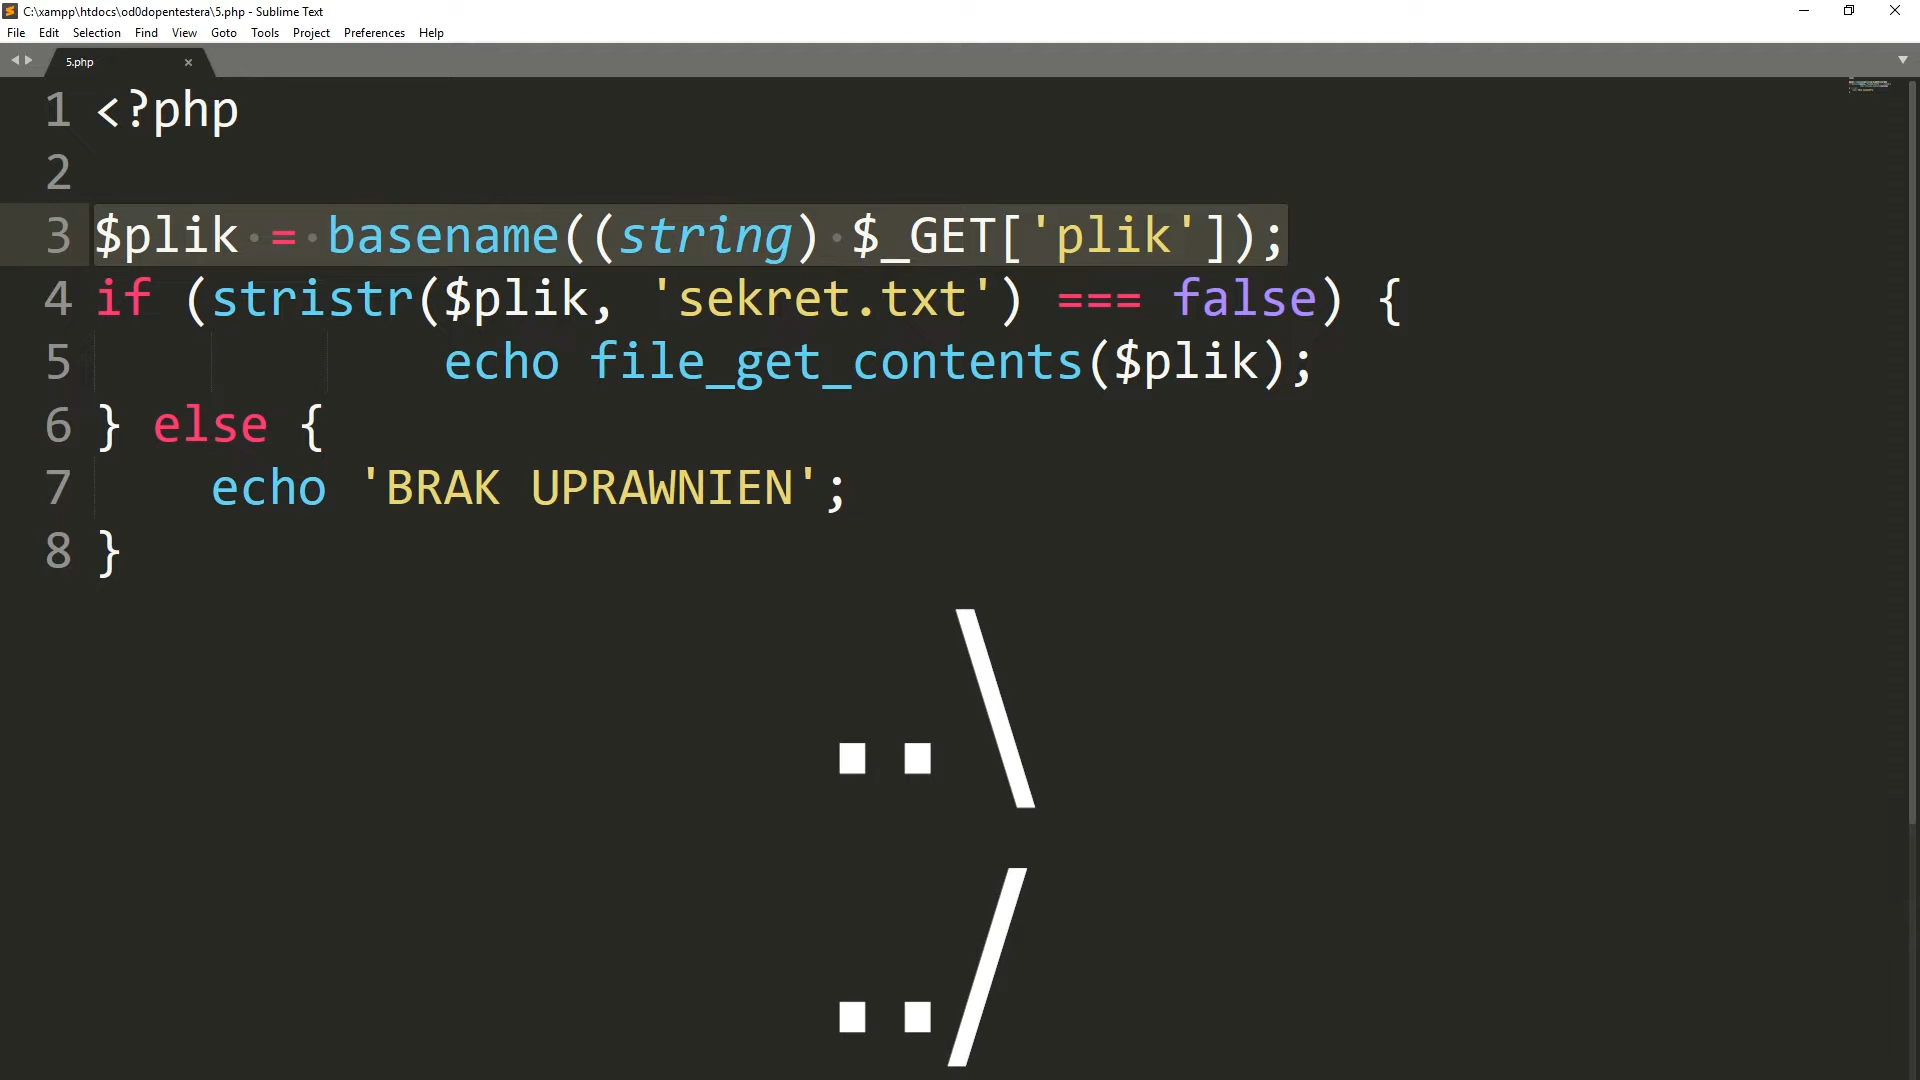 C:\xampp\htdocs\od0dopentestera\5.php - Sublime Text
File Edit Selection Find View Goto Tools Project Preferences Help
5.php
1 <?php
2
3 $plik = basename((string) $_GET['plik']);
4 if (stristr($plik, 'sekret.txt') === false) {
5 echo file_get_contents($plik);
6 } else {
7 echo 'BRAK UPRAWNIEN';
8 }
..\
../